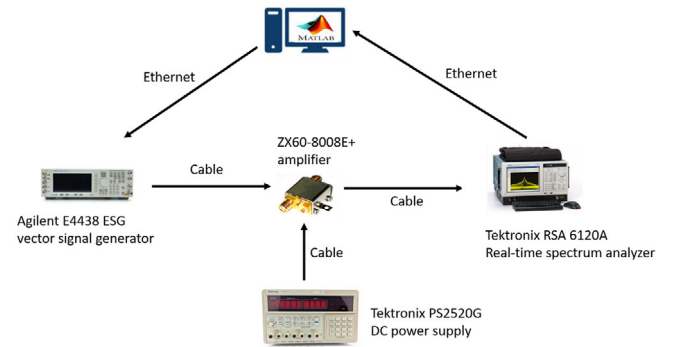 MATLAB
Ethernet
Ethernet
ZX60-8008E+
amplifier
Cable
Cable
Agilent E4438 ESG
vector signal generator
Tektronix RSA 6120A
Real-time spectrum analyzer
Cable
Tektronix PS2520G
DC power supply